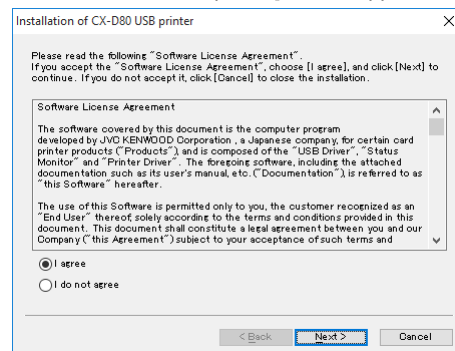 Installation of CX-D80 USB printer
Please read the following "Software License Agreement".
If you accept the "Software License Agreement", choose [I agree], and click [Next] to
continue. If you do not accept it, click [Cancel] to close the installation.
Software License Agreement
The software covered by this document is the computer program
developed by JVC KENWOOD Corporation , a Japanese company, for certain card
printer products ("Products"), and is composed of the "USB Driver", "Status
Monitor" and "Printer Driver". The foregoing software, including the attached
documentation such as its user's manual, etc. ("Documentation"), is referred to as
"this Software" hereafter.
The use of this Software is permitted only to you, the customer recognized as an
"End User" thereof, solely according to the terms and conditions provided in this
document. This document shall constitute a legal agreement between you and our
Company ("this Agreement") subject to your acceptance of such terms and
I agree
I do not agree
< Back Next > Cancel